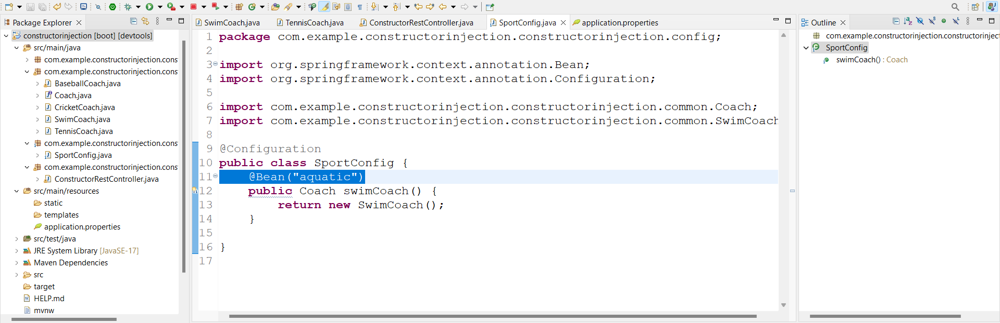 Package Explorer
constructorinjection [boot] [devtools]
src/main/java
com.example.constructorinjection.cons
com.example.constructorinjection.cons
BaseballCoach.java
Coach.java
CricketCoach.java
SwimCoach.java
TennisCoach.java
com.example.constructorinjection.cons
SportConfig.java
com.example.constructorinjection.cons
ConstructorRestController.java
src/main/resources
static
templates
application.properties
src/test/java
JRE System Library [JavaSE-17]
Maven Dependencies
src
target
HELP.md
mvnw
SwimCoach.java TennisCoach.java ConstructorRestController.java SportConfig.java application.properties
1 package com.example.constructorinjection.constructorinjection.config;
2
3 import org.springframework.context.annotation.Bean;
4 import org.springframework.context.annotation.Configuration;
5
6 import com.example.constructorinjection.constructorinjection.common.Coach;
7 import com.example.constructorinjection.constructorinjection.common.SwimCoach
8
9 @Configuration
10 public class SportConfig {
11 @Bean("aquatic")
12 public Coach swimCoach() {
13 return new SwimCoach();
14 }
15
16 }
17
Outline
com.example.constructorinjection.constructorinject
SportConfig
swimCoach() : Coach